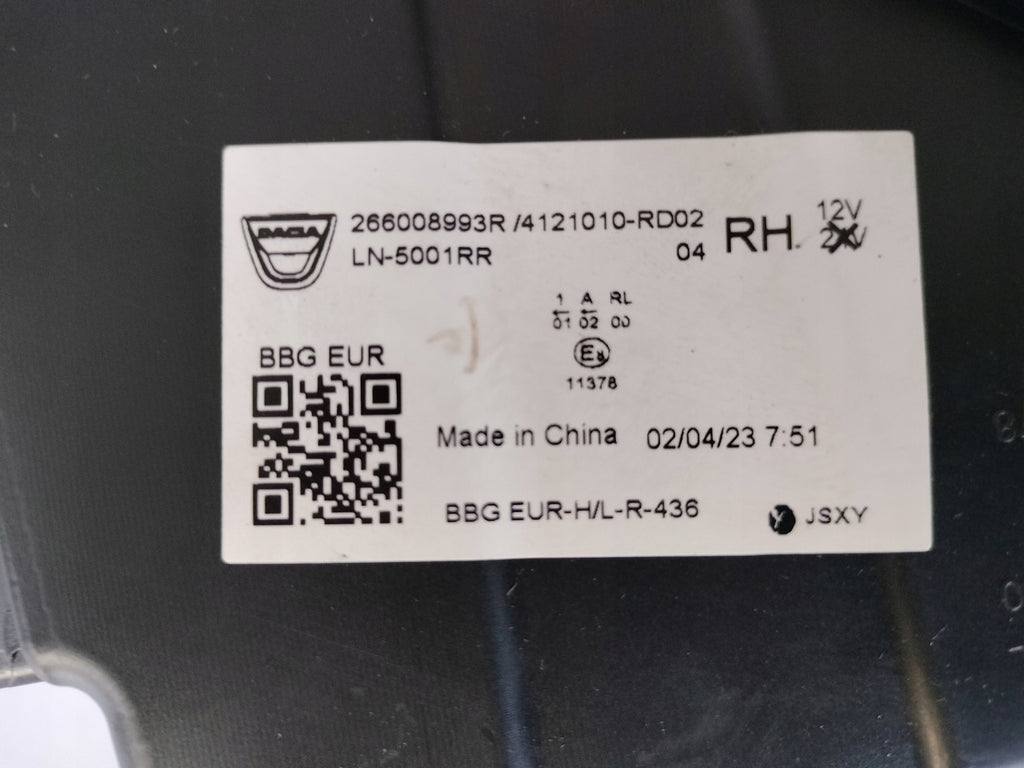 DACIA
266008993R /4121010-RD02
LN-5001RR 04
RH
12V
24V
1 A RL
01 02 00
E
11378
BBG EUR
Made in China 02/04/23 7:51
BBG EUR-H/L-R-436
JSXY